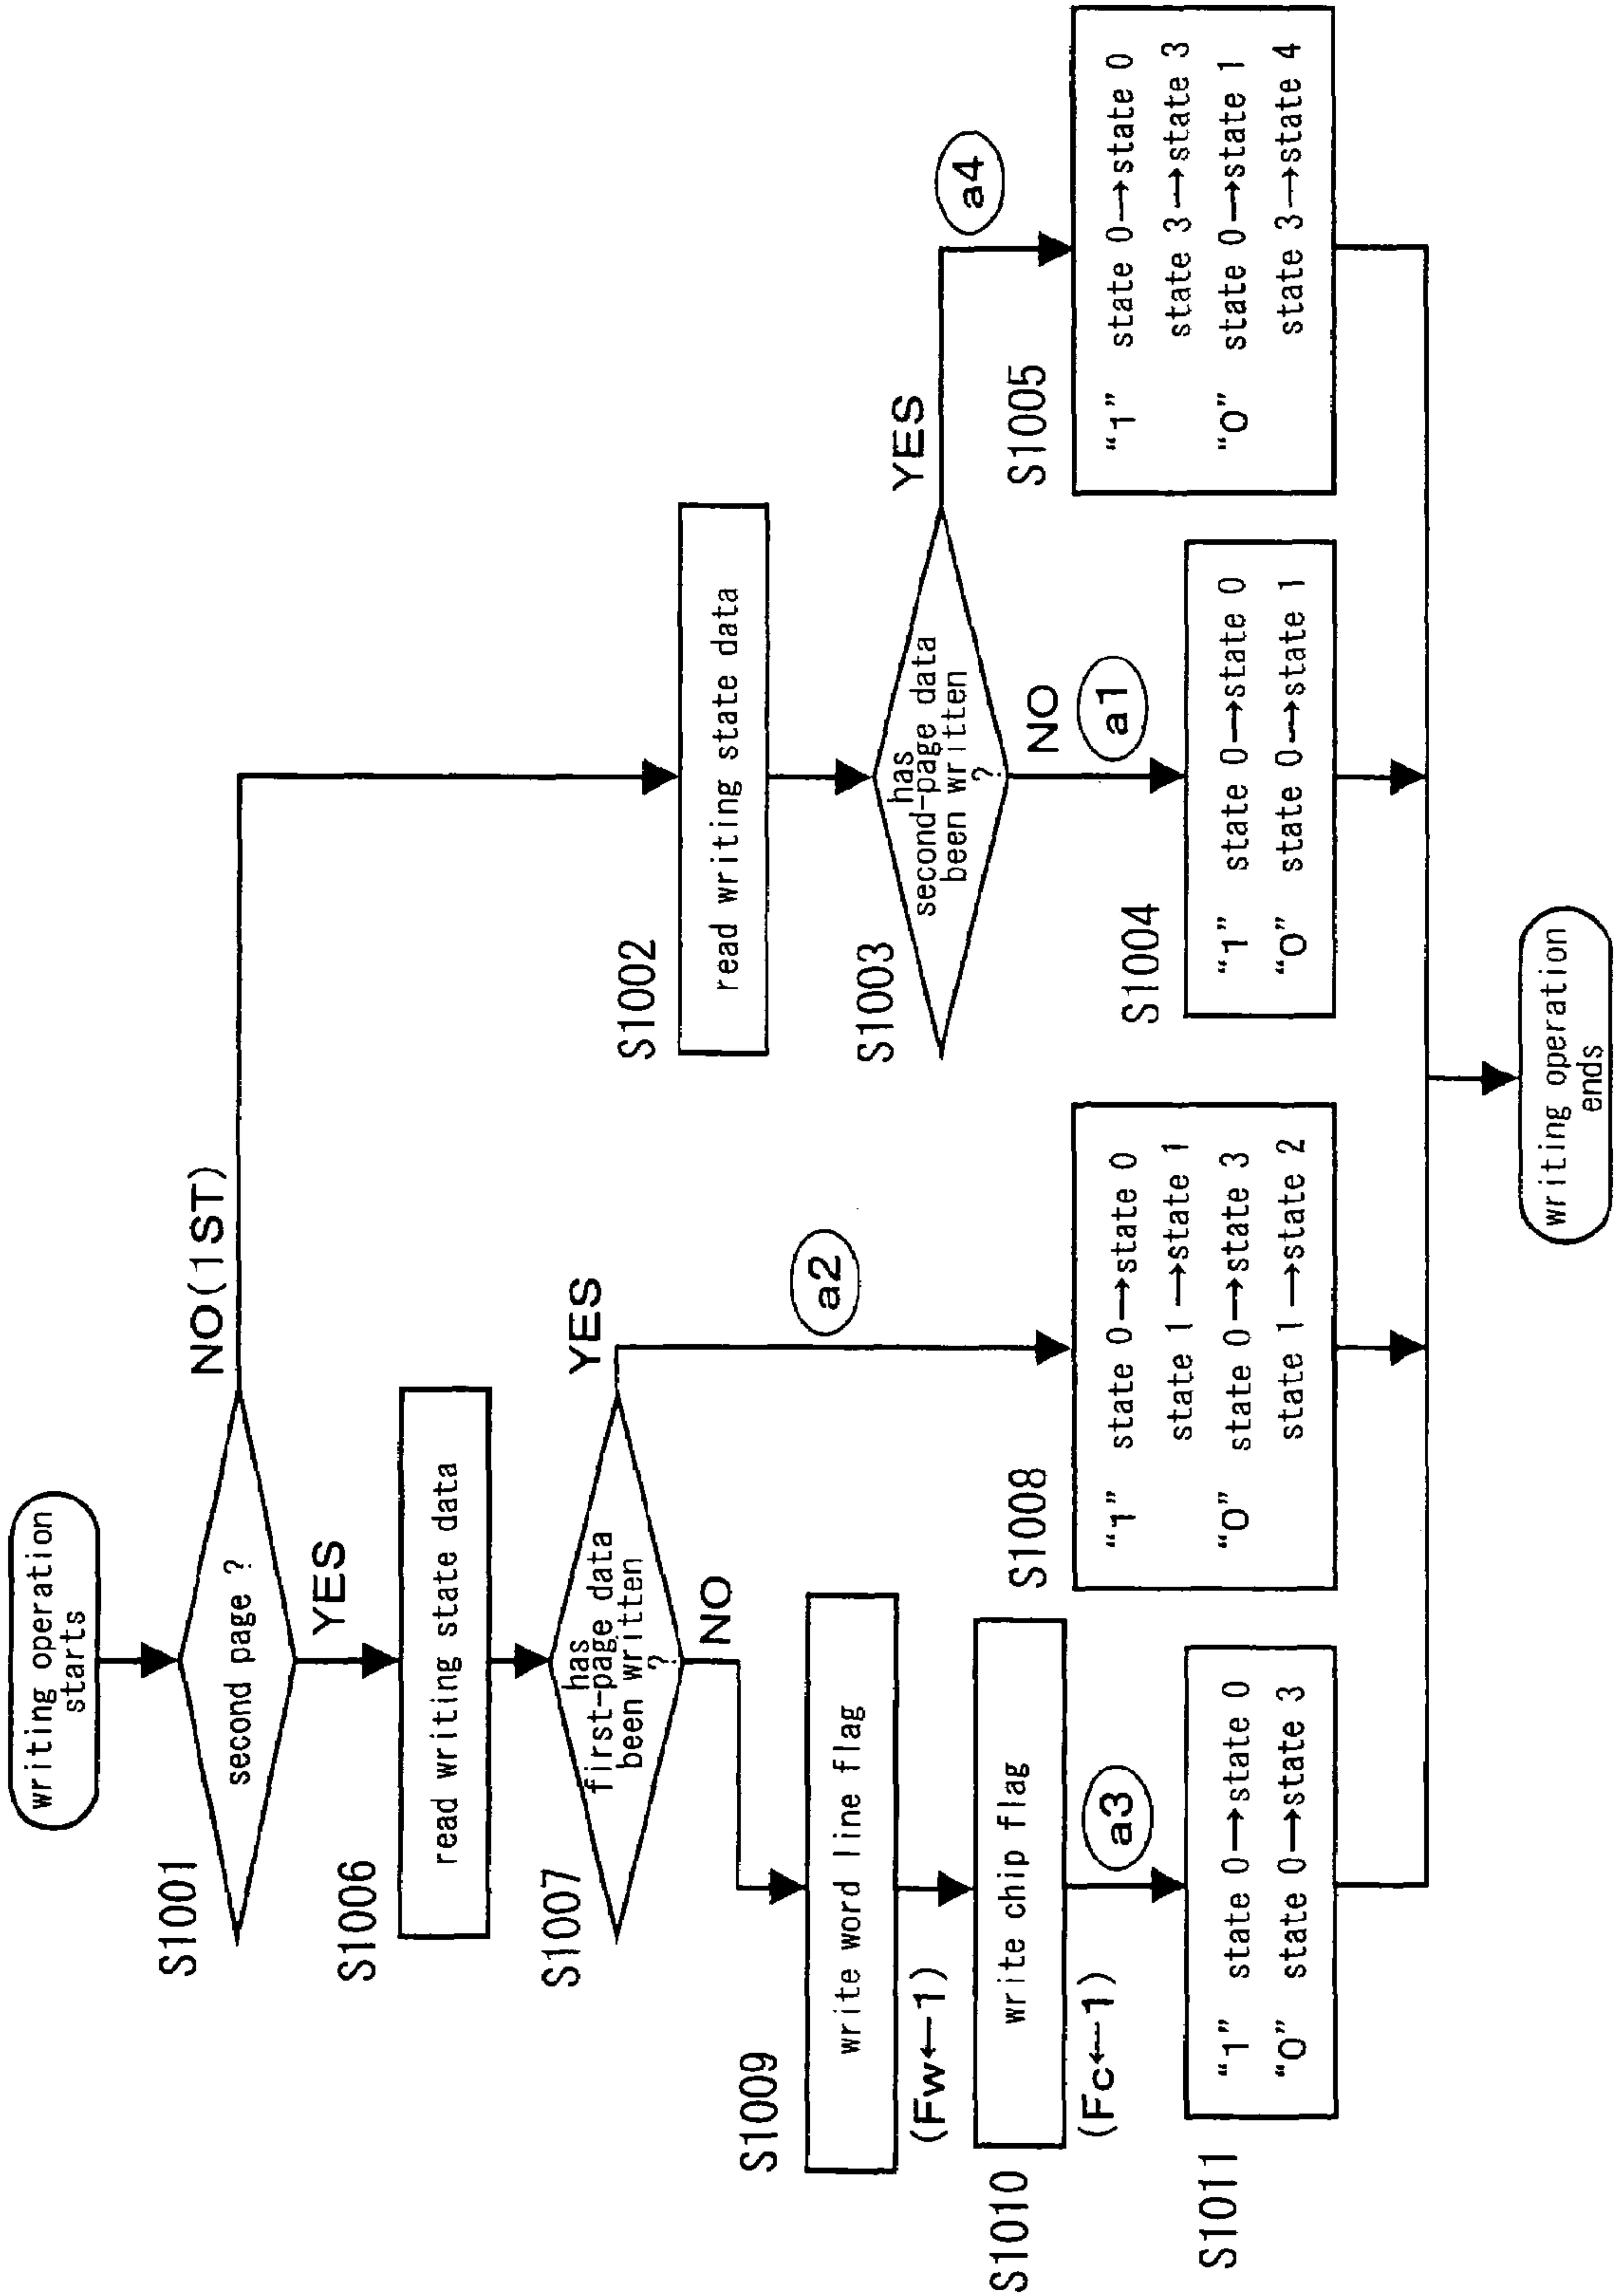 writing operation
starts
S1001
second page ?
NO(1ST)
YES
S1006
read writing state data
S1007
has
first-page data
been written
?
YES
NO
a2
S1009
write word line flag
(Fw←1)
S1010
write chip flag
(Fc←1)
a3
S1011
“1” state 0→state 0
“0” state 0→state 3
S1008
“1” state 0→state 0
state 1→state 1
“0” state 0→state 3
state 1→state 2
S1002
read writing state data
S1003
has
second-page data
been written
?
YES
NO
a1
S1004
“1” state 0→state 0
“0” state 0→state 1
a4
S1005
“1” state 0→state 0
state 3→state 3
“0” state 0→state 1
state 3→state 4
writing operation
ends